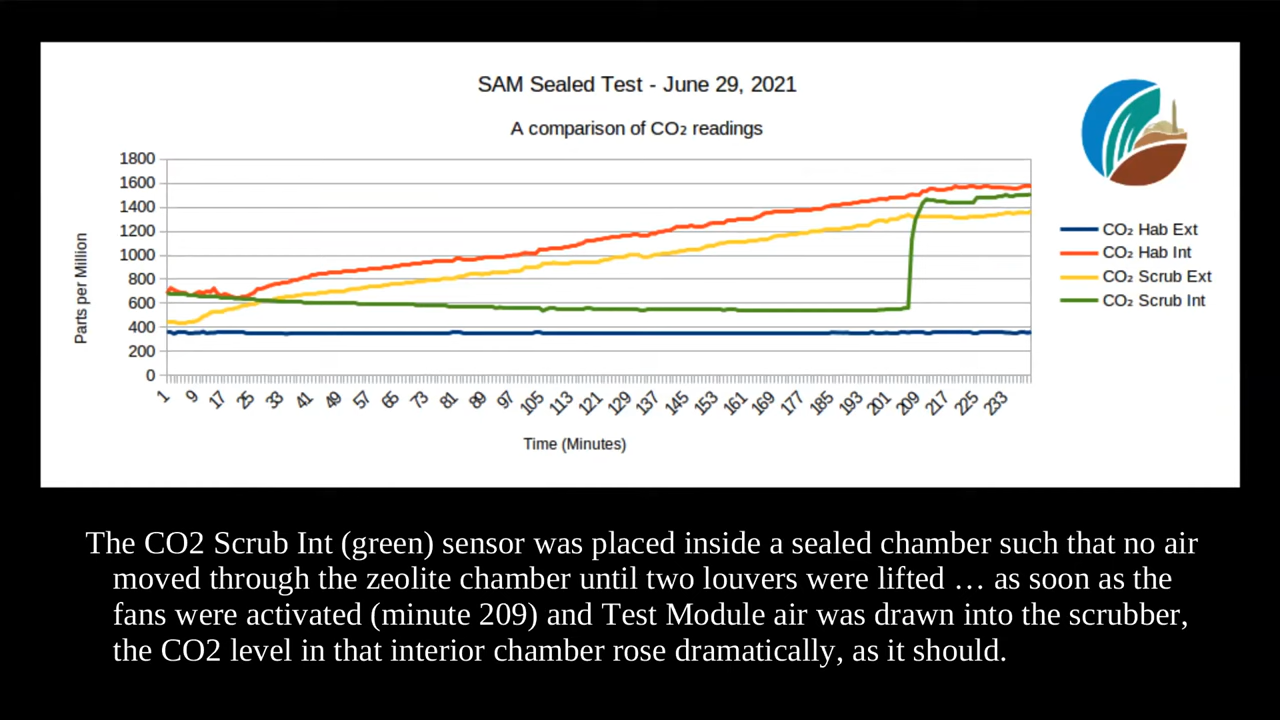 SAM Sealed Test - June 29, 2021
A comparison of CO₂ readings
1800
1600
1400
1200
1000
800
600
400
200
0
Parts per Million
1 9 17 25 33 41 49 57 65 73 81 89 97 105 113 121 129 137 145 153 161 169 177 185 193 201 209 217 225 233
Time (Minutes)
CO₂ Hab Ext
CO₂ Hab Int
CO₂ Scrub Ext
CO₂ Scrub Int
The CO2 Scrub Int (green) sensor was placed inside a sealed chamber such that no air
moved through the zeolite chamber until two louvers were lifted … as soon as the
fans were activated (minute 209) and Test Module air was drawn into the scrubber,
the CO2 level in that interior chamber rose dramatically, as it should.